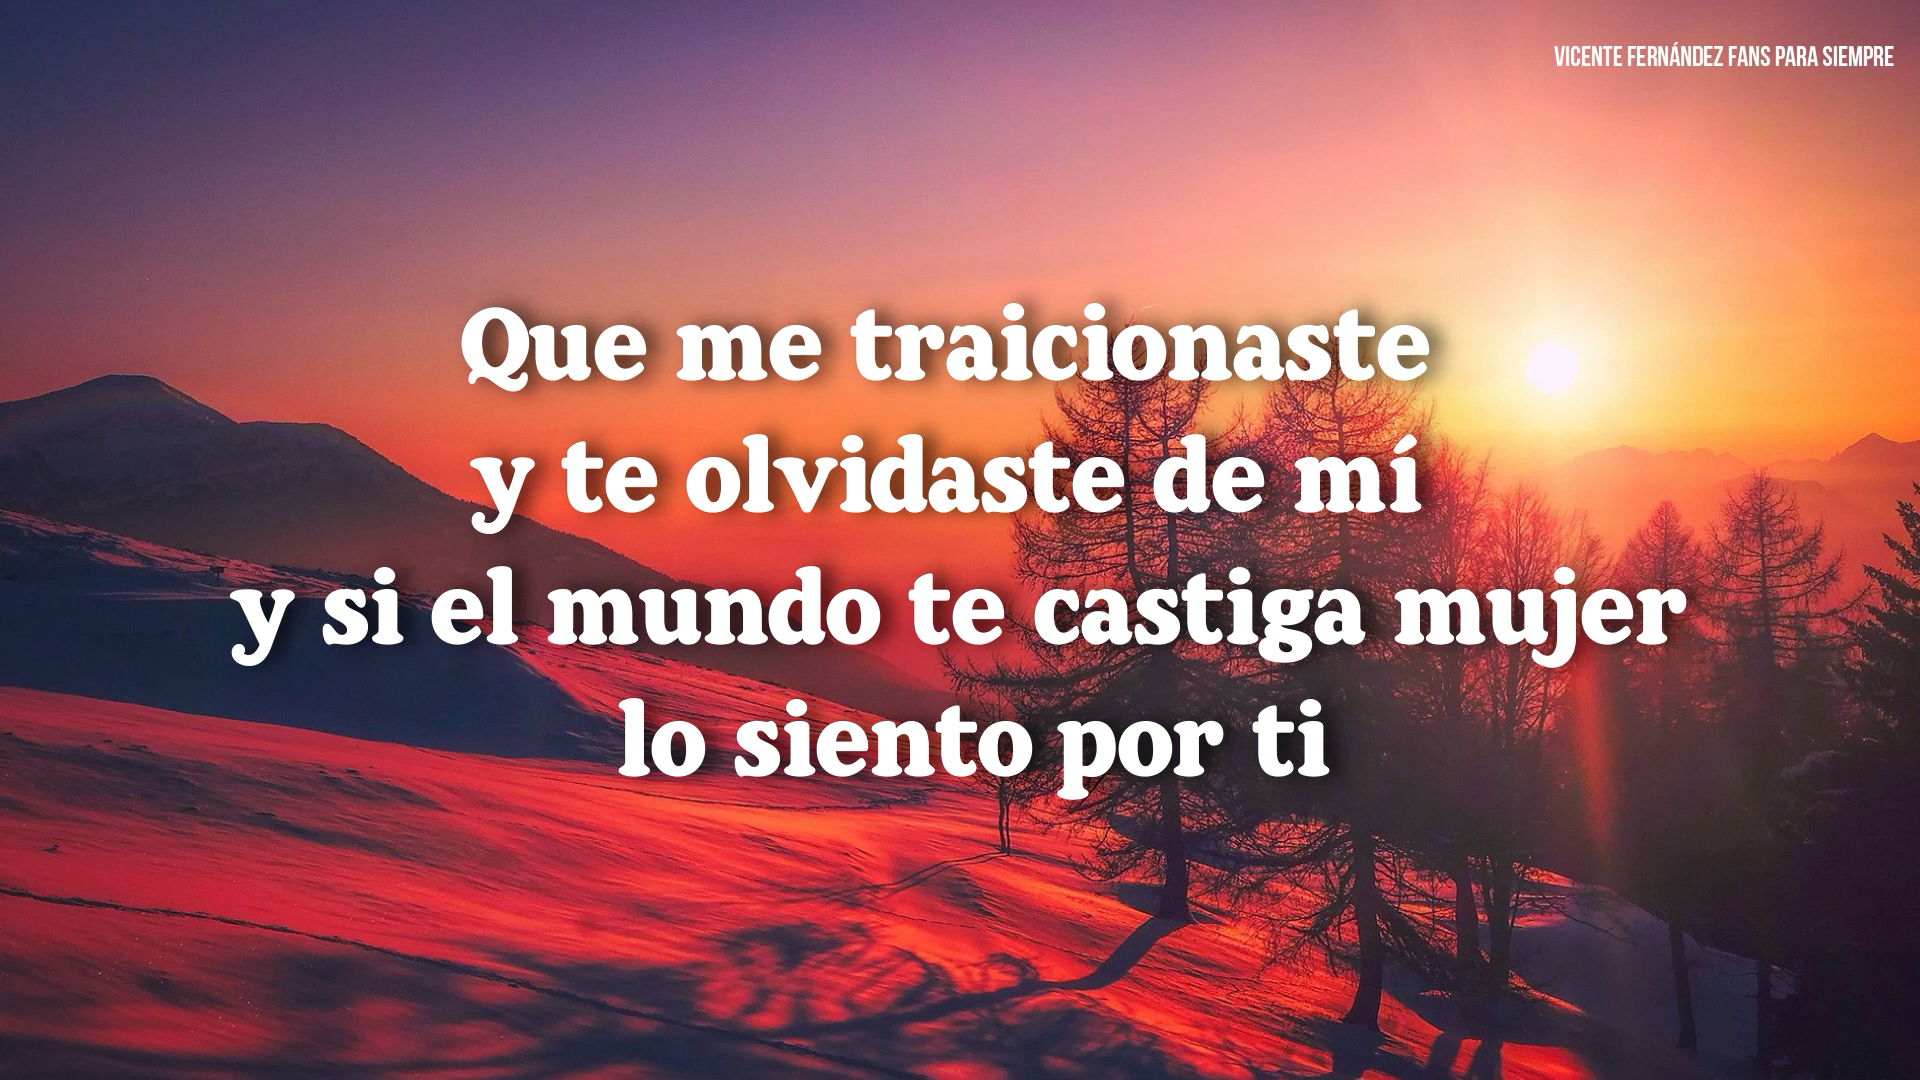 VICENTE FERNÁNDEZ FANS PARA SIEMPRE
Que me traicionaste
y te olvidaste de mí
y si el mundo te castiga mujer
lo siento por ti